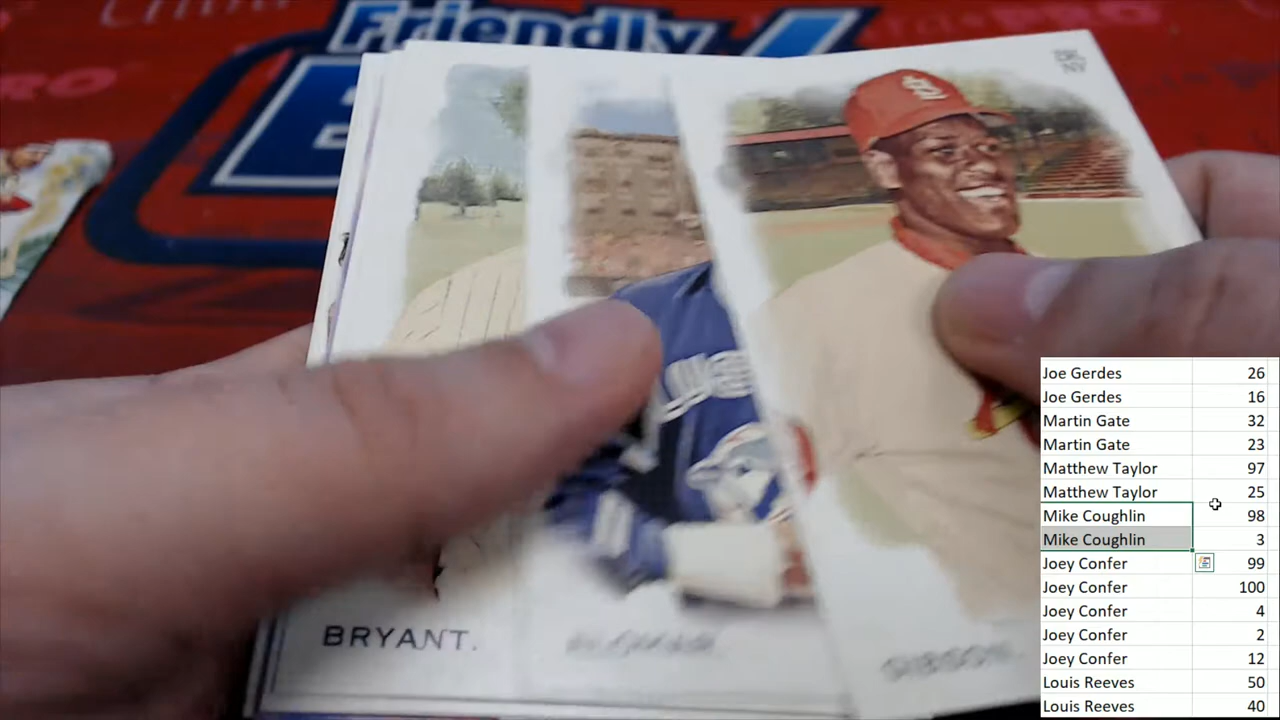 Friendly
PRO
BRYANT.
GIBSON.
Joe Gerdes 26
Joe Gerdes 16
Martin Gate 32
Martin Gate 23
Matthew Taylor 97
Matthew Taylor 25
Mike Coughlin 98
Mike Coughlin 3
Joey Confer 99
Joey Confer 100
Joey Confer 4
Joey Confer 2
Joey Confer 12
Louis Reeves 50
Louis Reeves 40